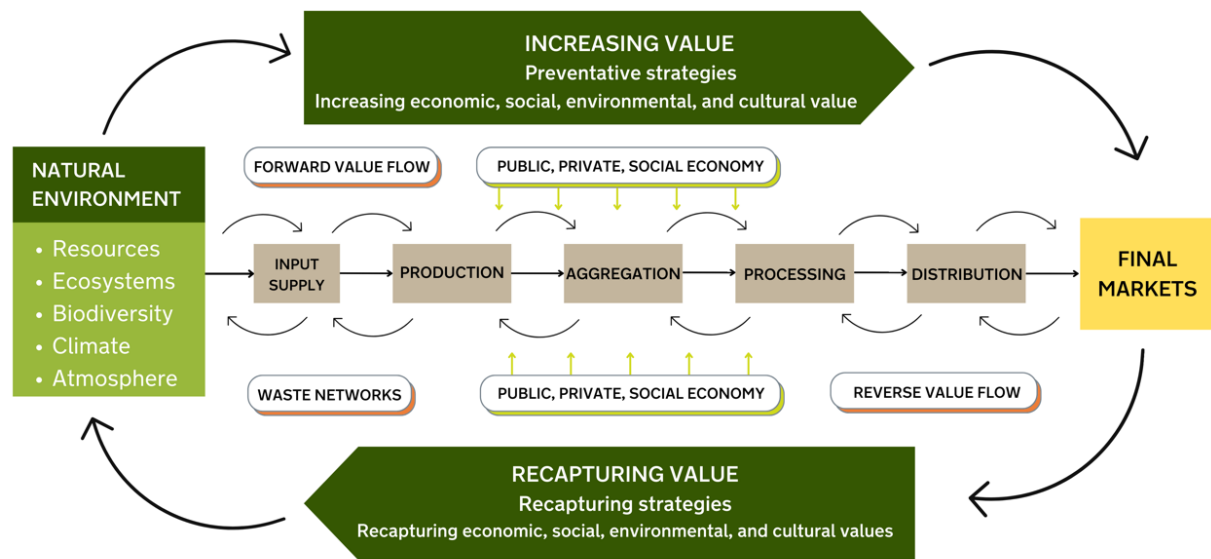 INCREASING VALUE
Preventative strategies
Increasing economic, social, environmental, and cultural value
NATURAL
ENVIRONMENT
• Resources
• Ecosystems
• Biodiversity
• Climate
• Atmosphere
FORWARD VALUE FLOW
PUBLIC, PRIVATE, SOCIAL ECONOMY
INPUT
SUPPLY
PRODUCTION
AGGREGATION
PROCESSING
DISTRIBUTION
FINAL
MARKETS
WASTE NETWORKS
PUBLIC, PRIVATE, SOCIAL ECONOMY
REVERSE VALUE FLOW
RECAPTURING VALUE
Recapturing strategies
Recapturing economic, social, environmental, and cultural values